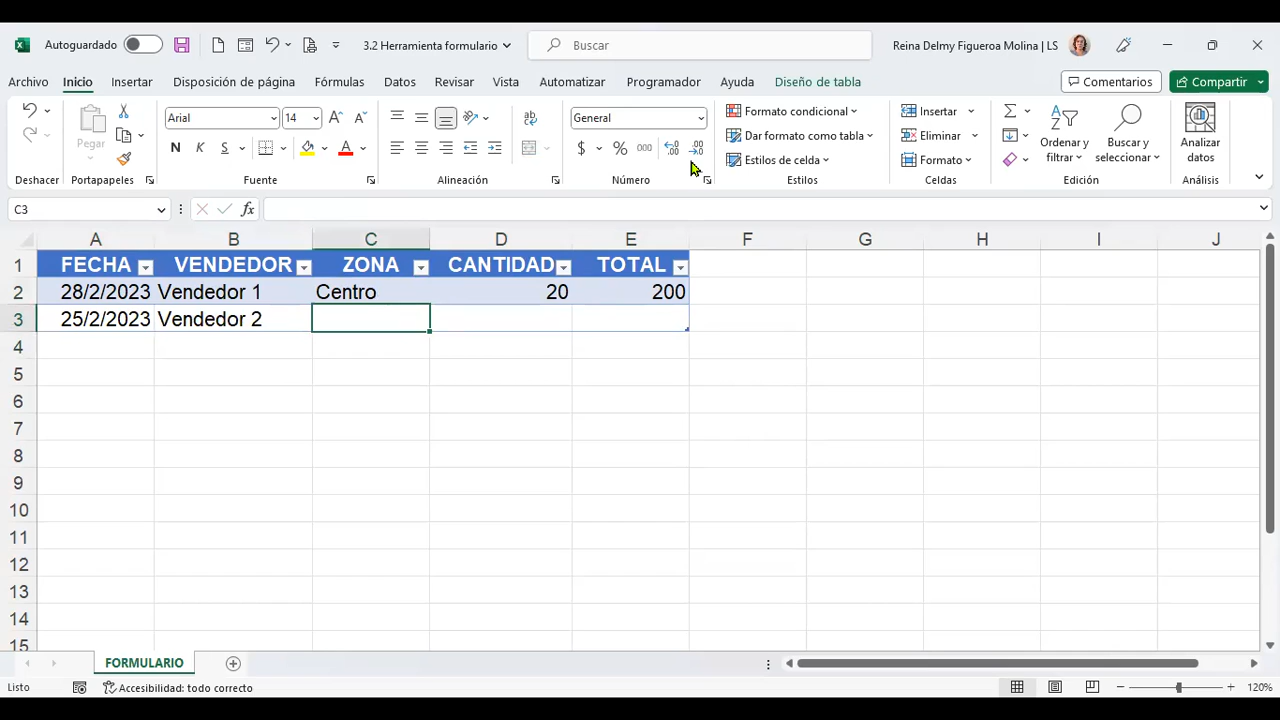 Autoguardado
3.2 Herramienta formulario
Buscar
Reina Delmy Figueroa Molina | LS
Archivo Inicio Insertar Disposición de página Fórmulas Datos Revisar Vista Automatizar Programador Ayuda Diseño de tabla
Comentarios
Compartir
Pegar
Arial
14
N K S
A
General
$ % 000
Formato condicional
Dar formato como tabla
Estilos de celda
Insertar
Eliminar
Formato
Ordenar y
filtrar
Buscar y
seleccionar
Analizar
datos
Deshacer Portapapeles Fuente Alineación Número Estilos Celdas Edición Análisis
C3
fx
A B C D E F G H I J
1 FECHA VENDEDOR ZONA CANTIDAD TOTAL
2 28/2/2023 Vendedor 1 Centro 20 200
3 25/2/2023 Vendedor 2
4
5
6
7
8
9
10
11
12
13
14
15
FORMULARIO
Listo
Accesibilidad: todo correcto
120%